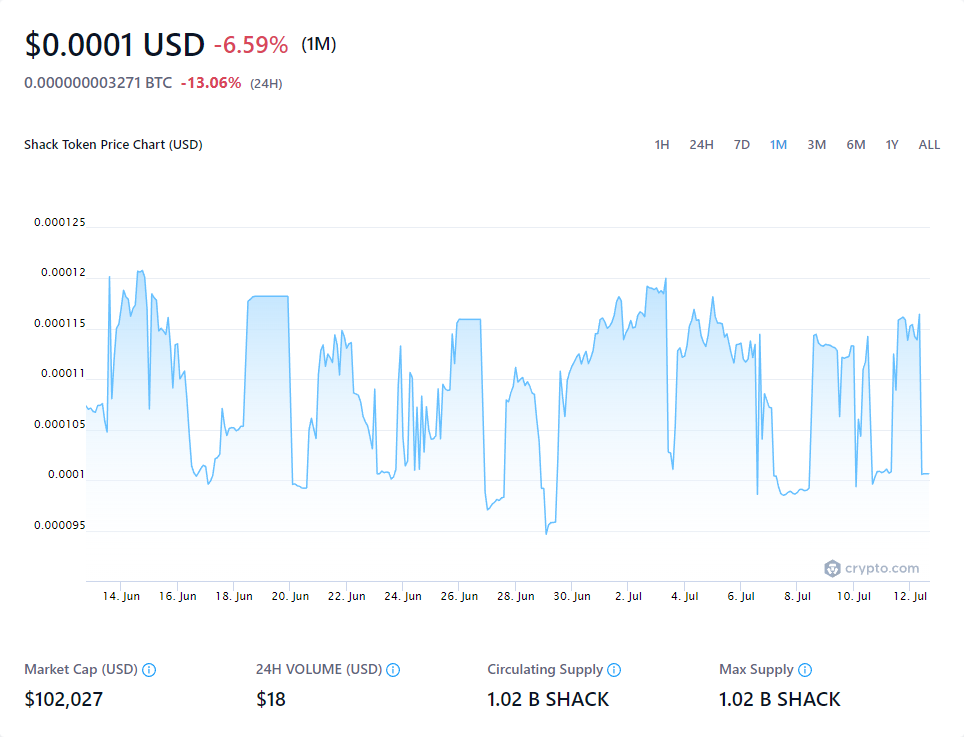 $0.0001 USD -6.59% (1M)
0.000000003271 BTC -13.06% (24H)
Shack Token Price Chart (USD) 1H 24H 7D 1M 3M 6M 1Y ALL
0.000125
0.00012
0.000115
0.00011
0.000105
0.0001
0.000095
crypto.com
14. Jun 16. Jun 18. Jun 20. Jun 22. Jun 24. Jun 26. Jun 28. Jun 30. Jun 2. Jul 4. Jul 6. Jul 8. Jul 10. Jul 12. Jul
Market Cap (USD) 24H VOLUME (USD) Circulating Supply Max Supply
$102,027 $18 1.02 B SHACK 1.02 B SHACK